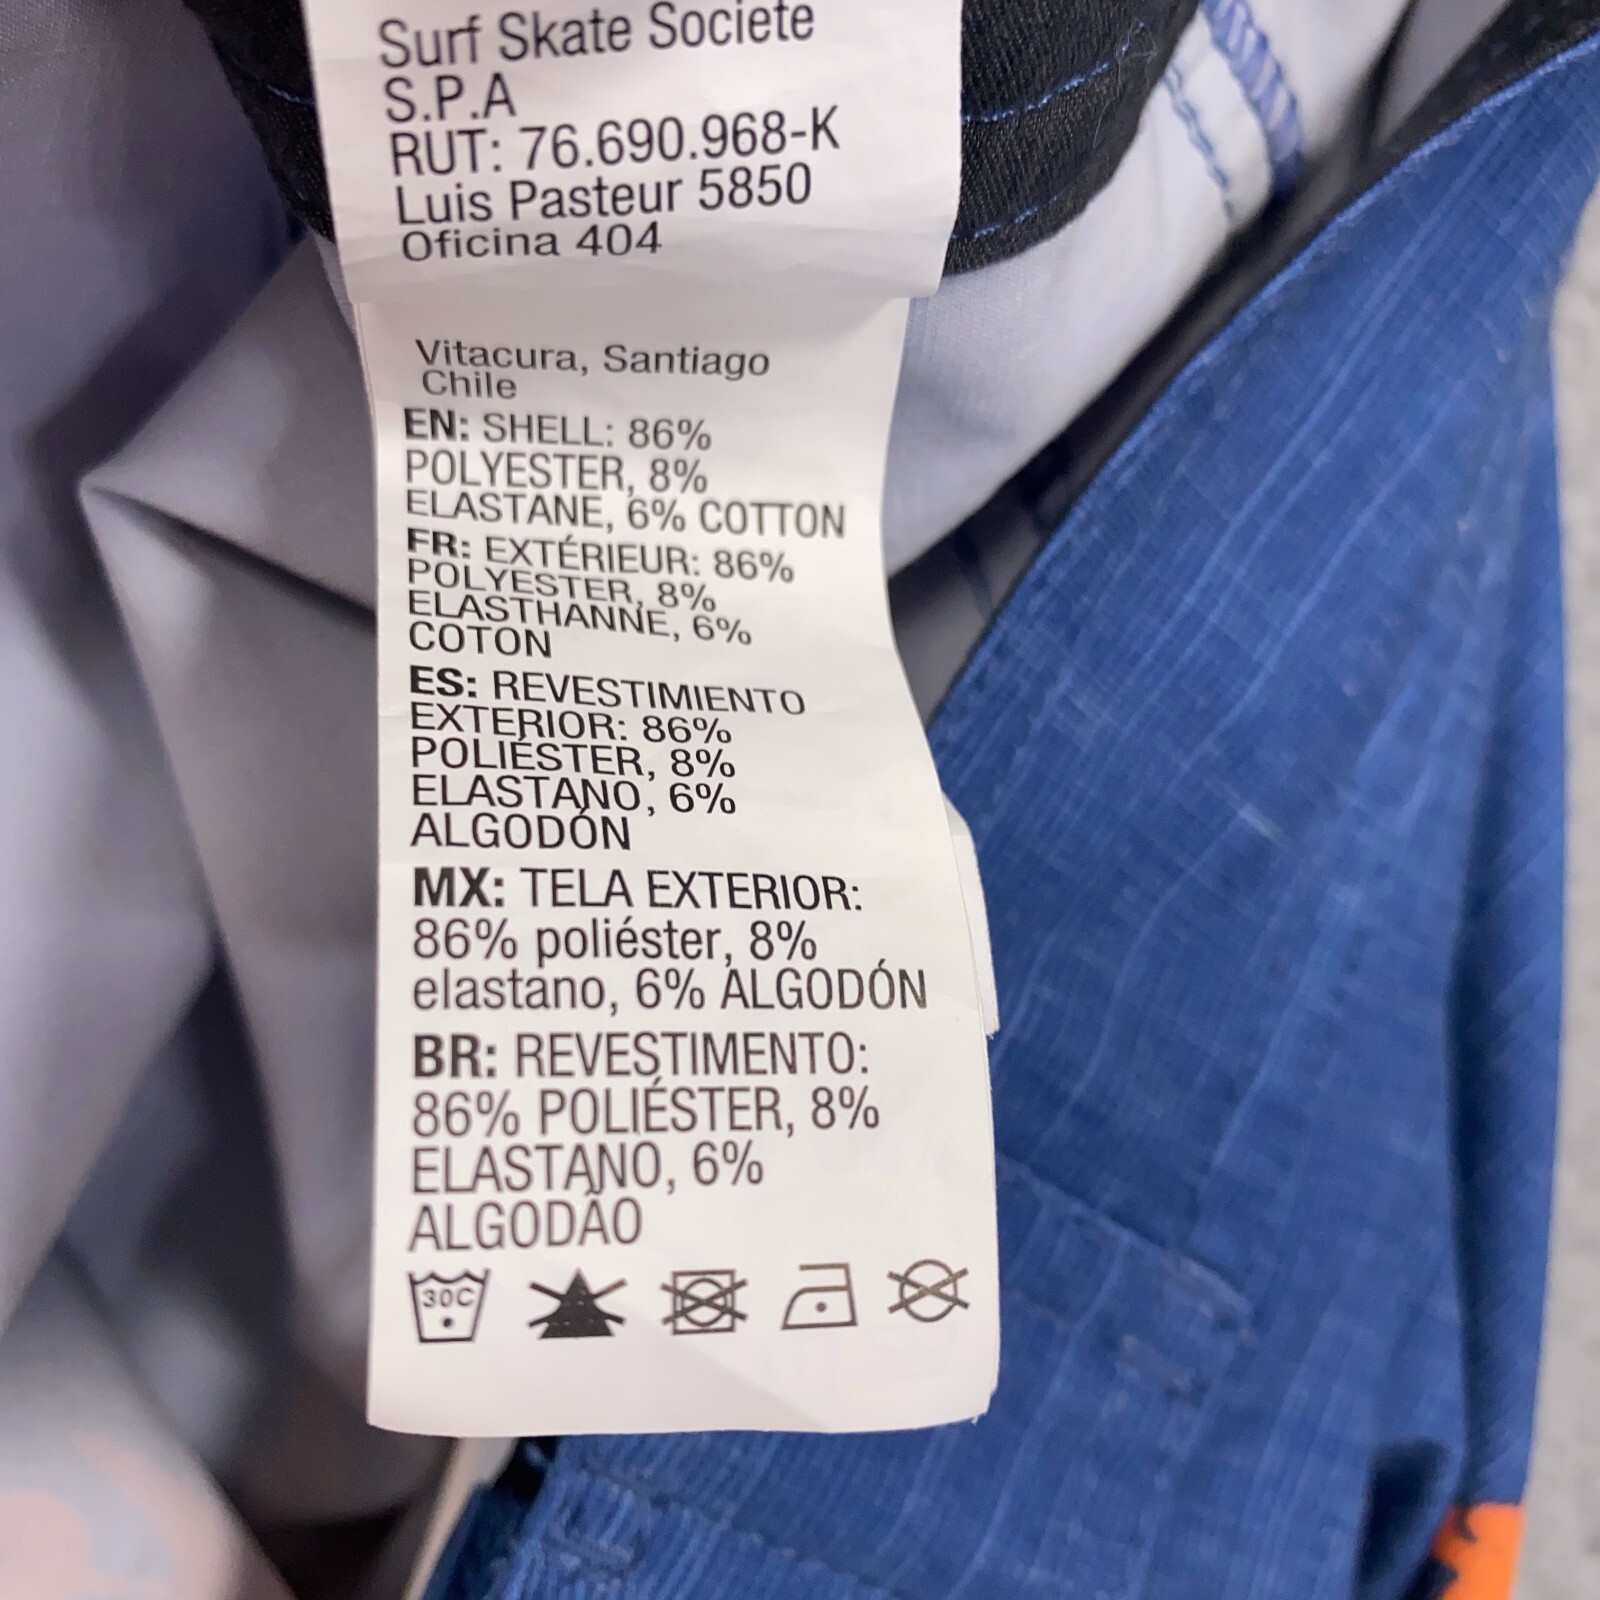 Surf Skate Societe
S.P.A
RUT: 76.690.968-K
Luis Pasteur 5850
Oficina 404
Vitacura, Santiago
Chile
EN: SHELL: 86%
POLYESTER, 8%
ELASTANE, 6% COTTON
FR: EXTÉRIEUR: 86%
POLYESTER, 8%
ELASTHANNE, 6%
COTON
ES: REVESTIMIENTO
EXTERIOR: 86%
POLIÉSTER, 8%
ELASTANO, 6%
ALGODÓN
MX: TELA EXTERIOR:
86% poliéster, 8%
elastano, 6% ALGODÓN
BR: REVESTIMENTO:
86% POLIÉSTER, 8%
ELASTANO, 6%
ALGODÃO
30C